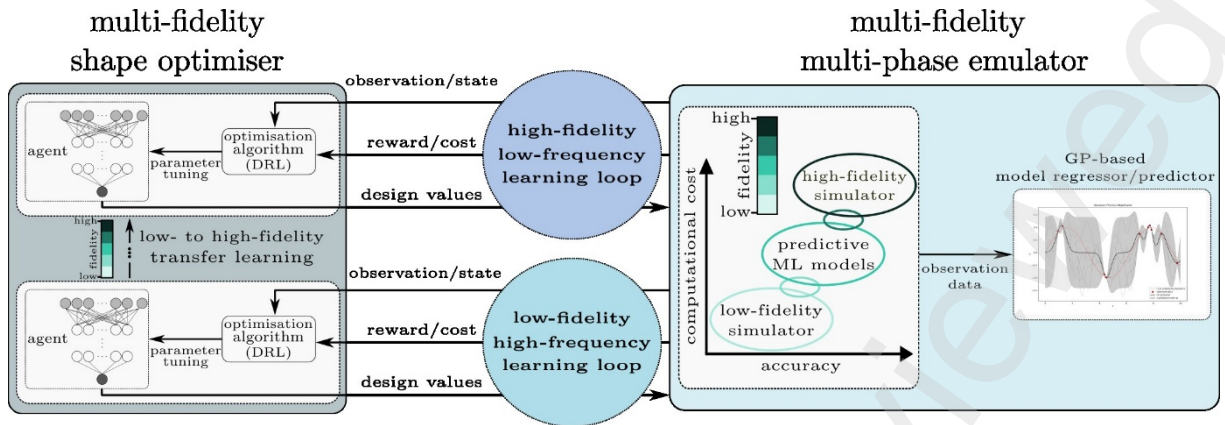 multi-fidelity
shape optimiser
multi-fidelity
multi-phase emulator
observation/state
agent
optimisation
algorithm
(DRL)
parameter
tuning
reward/cost
design values
high-fidelity
low-frequency
learning loop
high
fidelity
low
low- to high-fidelity
transfer learning
observation/state
agent
optimisation
algorithm
(DRL)
parameter
tuning
reward/cost
design values
low-fidelity
high-frequency
learning loop
high
fidelity
low
computational cost
accuracy
high-fidelity
simulator
predictive
ML models
low-fidelity
simulator
observation
data
GP-based
model regressor/predictor
viewed